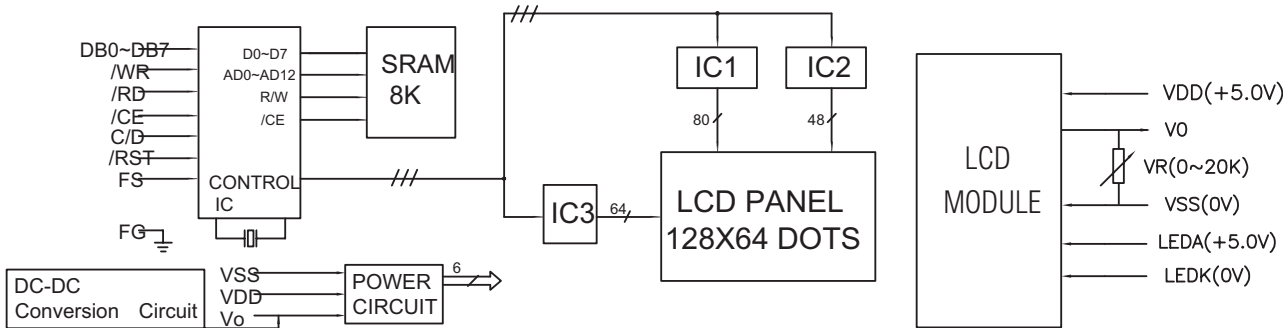 DB0~DB7
/WR
/RD
/CE
C/D
/RST
FS
FG
D0~D7
AD0~AD12
R/W
/CE
CONTROL
IC
SRAM
8K
IC1
IC2
80
48
IC3
64
LCD PANEL
128X64 DOTS
DC-DC
Conversion Circuit
VSS
VDD
Vo
POWER
CIRCUIT
6
LCD
MODULE
VDD(+5.0V)
V0
VR(0~20K)
VSS(0V)
LEDA(+5.0V)
LEDK(0V)